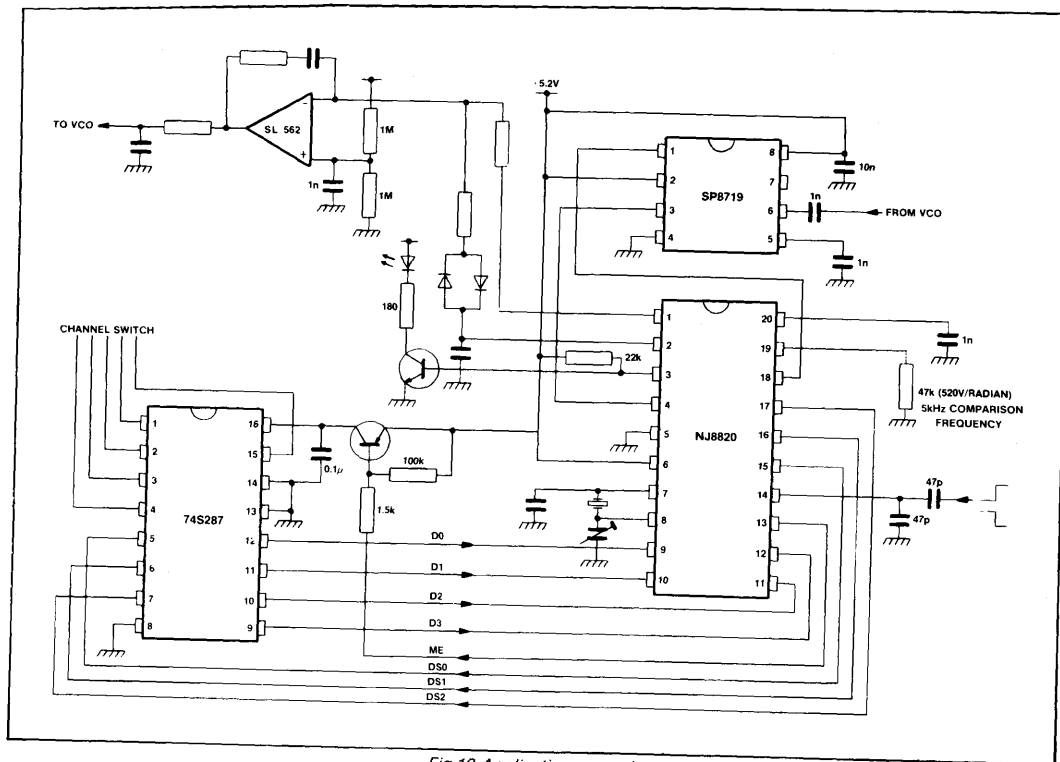 5.2V
TO VCO
SL 562
-
+
1M
1n
1M
1
2
3
4
SP8719
8
7
6
5
10n
1n
FROM VCO
1n
180
CHANNEL SWITCH
22k
1
2
3
4
5
6
7
8
9
10
NJ8820
20
19
18
17
16
15
14
13
12
11
1n
47k (520V/RADIAN)
5kHz COMPARISON
FREQUENCY
47p
47p
1
2
3
4
5
6
7
8
74S287
16
15
14
13
12
11
10
9
0.1µ
100k
1.5k
D0
D1
D2
D3
ME
DS0
DS1
DS2